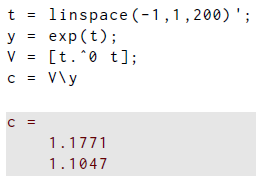 t = linspace(-1,1,200)';
y = exp(t);
V = [t.^0 t];
c = V\y
c =
1.1771
1.1047